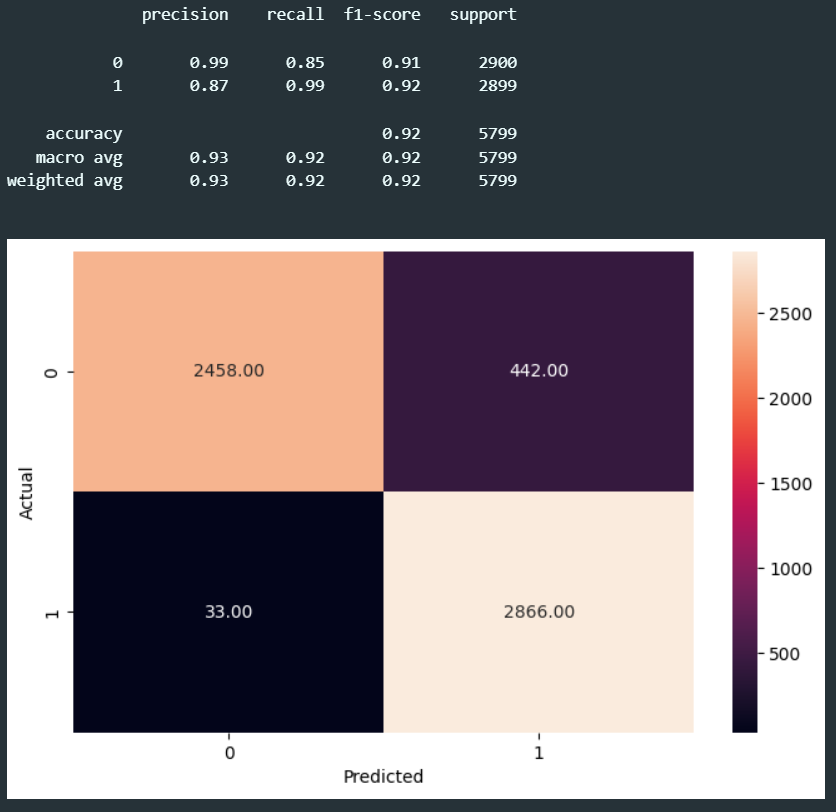 precision recall f1-score support
0 0.99 0.85 0.91 2900
1 0.87 0.99 0.92 2899
accuracy 0.92 5799
macro avg 0.93 0.92 0.92 5799
weighted avg 0.93 0.92 0.92 5799
2500
0 2458.00 442.00
2000
Actual
1500
1000
1 33.00 2866.00
500
0 1
Predicted